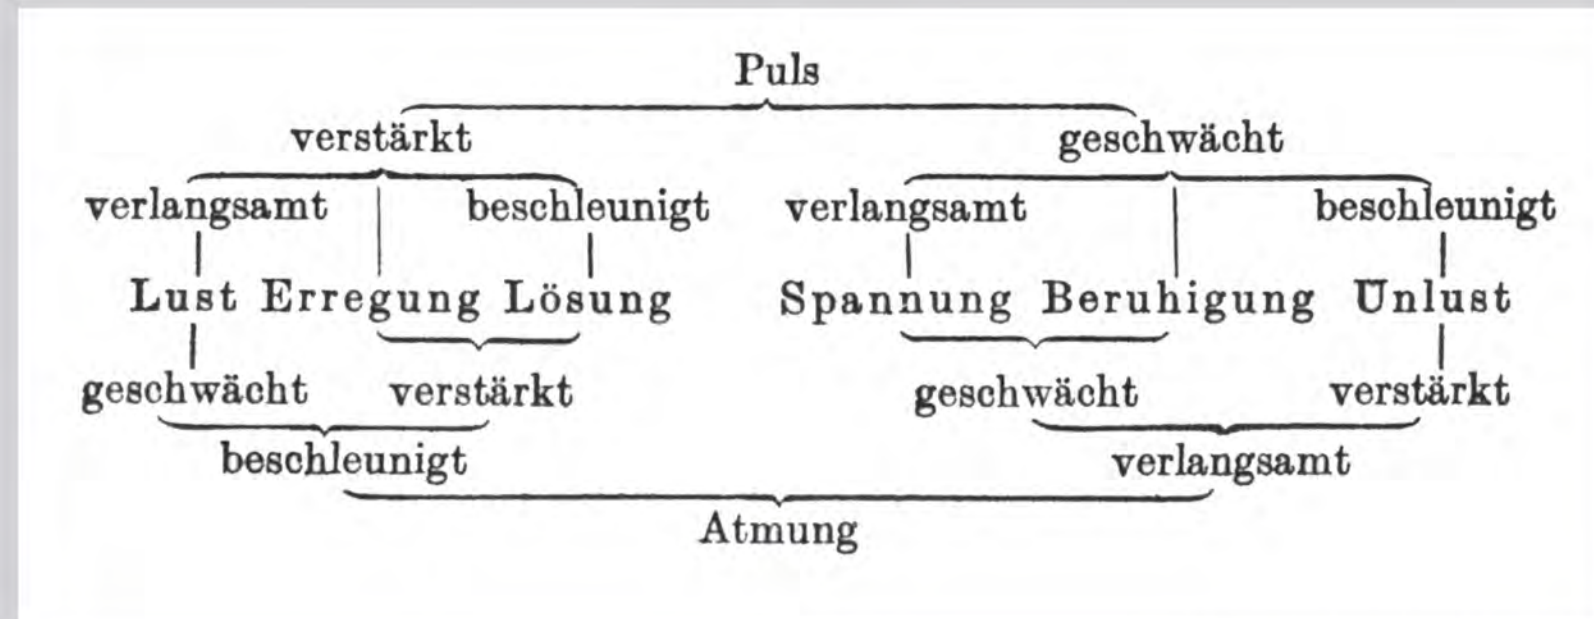 Puls
verstärkt geschwächt
verlangsamt beschleunigt verlangsamt beschleunigt
Lust Erregung Lösung Spannung Beruhigung Unlust
geschwächt verstärkt geschwächt verstärkt
beschleunigt verlangsamt
Atmung